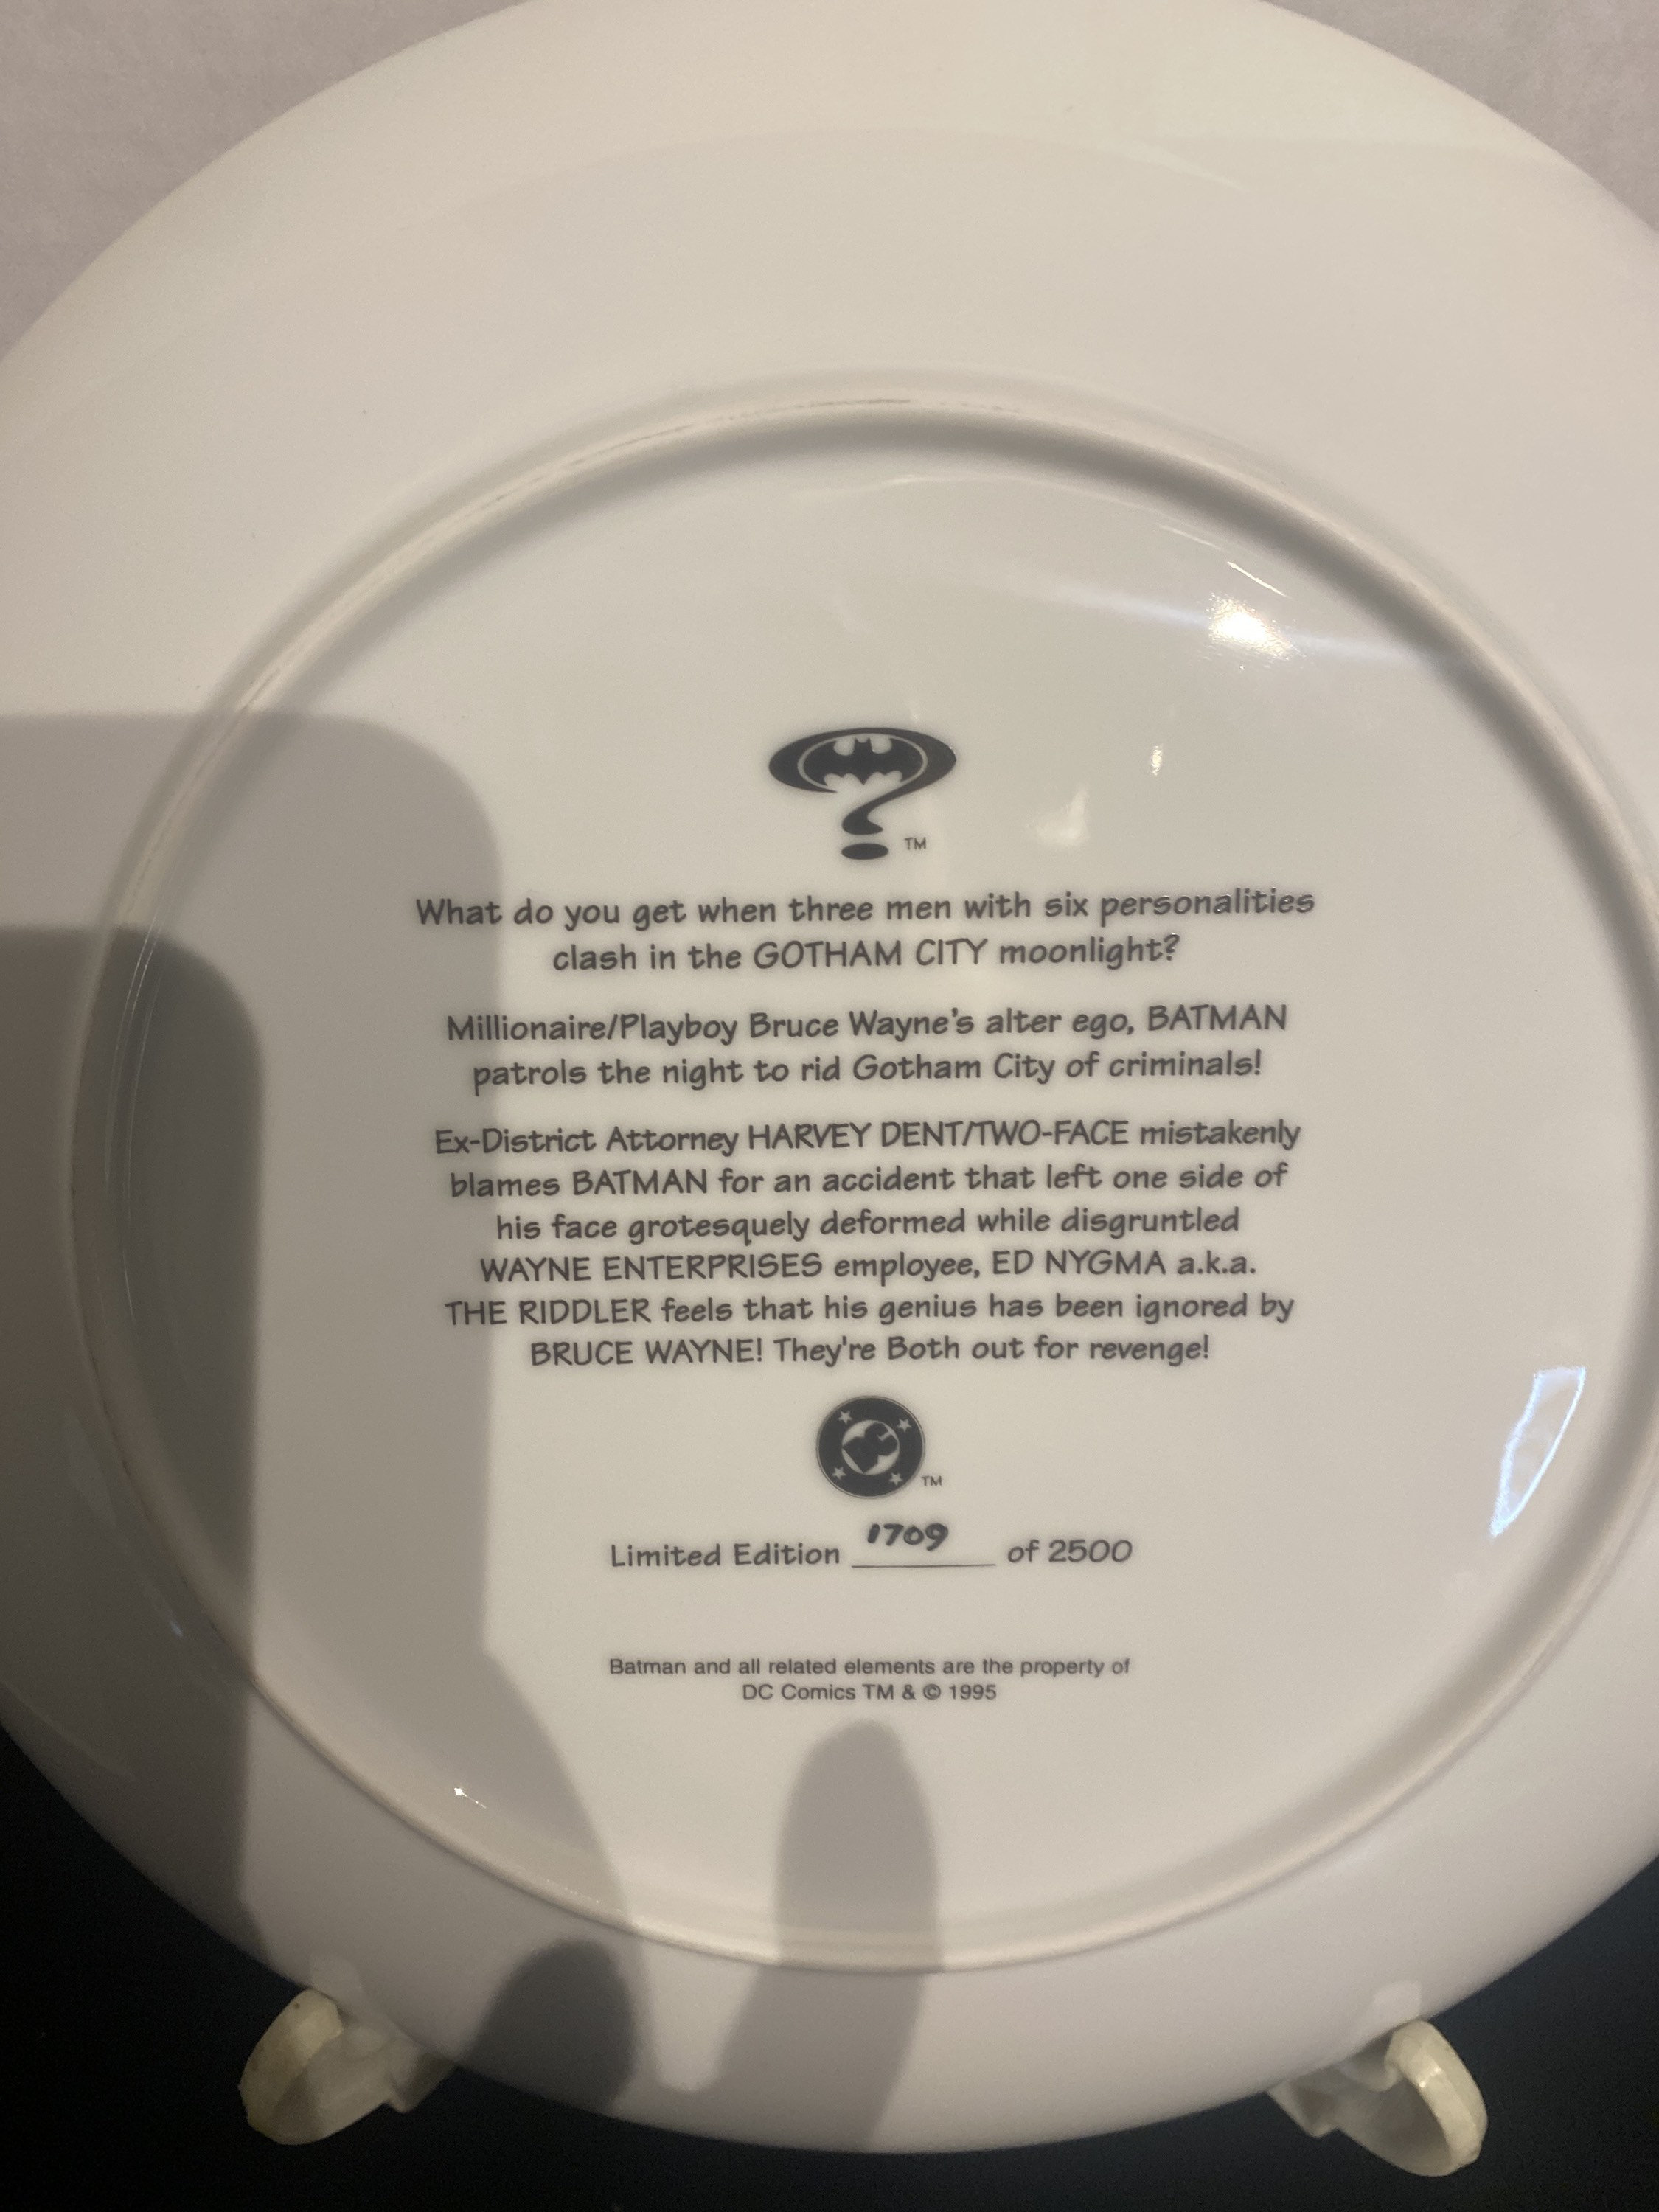 TM
What do you get when three men with six personalities
clash in the GOTHAM CITY moonlight?
Millionaire/Playboy Bruce Wayne's alter ego, BATMAN
patrols the night to rid Gotham City of criminals!
Ex-District Attorney HARVEY DENT/TWO-FACE mistakenly
blames BATMAN for an accident that left one side of
his face grotesquely deformed while disgruntled
WAYNE ENTERPRISES employee, ED NYGMA a.k.a.
THE RIDDLER feels that his genius has been ignored by
BRUCE WAYNE! They're Both out for revenge!
TM
Limited Edition 1709 of 2500
Batman and all related elements are the property of
DC Comics TM & © 1995